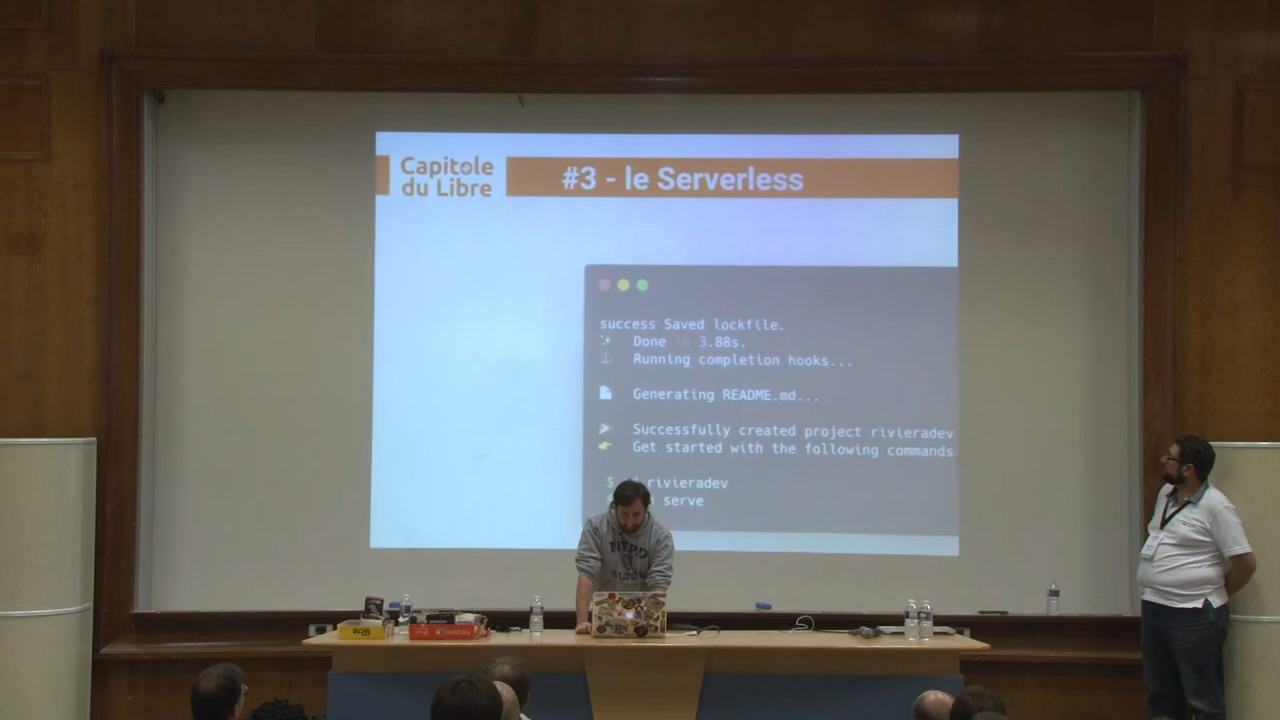 Capitole
du Libre
#3 - le Serverless
success Saved lockfile.
Done in 3.88s.
Running completion hooks...
Generating README.md...
Successfully created project rivieradev
Get started with the following commands
$
rivieradev
serve
NYPD